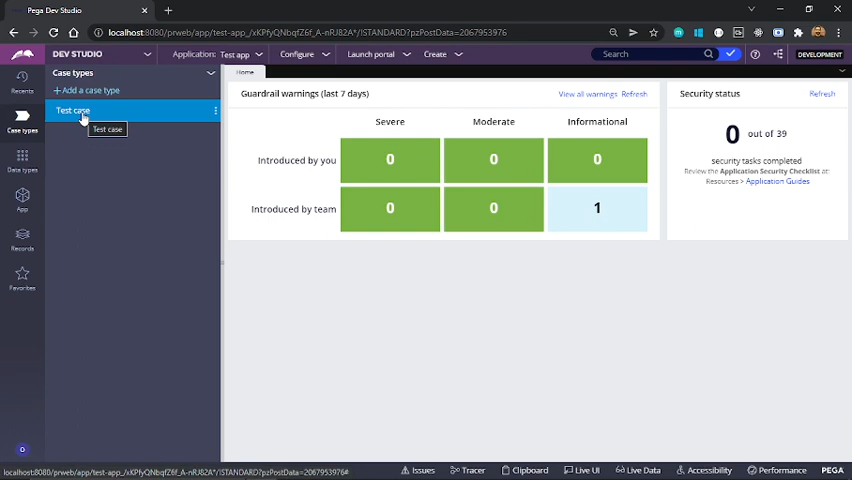 Pega Dev Studio
localhost:8080/prweb/app/test-app_/xKPfyQNbqfZ6f_A-nRJ82A*/!STANDARD?pzPostData=2067953976
DEV STUDIO
Application: Test app
Configure
Launch portal
Create
Search
DEVELOPMENT
Recents
Case types
Data types
App
Records
Favorites
Case types
Add a case type
Test case
Test case
Home
Guardrail warnings (last 7 days)
View all warnings Refresh
Severe Moderate Informational
Introduced by you 0 0 0
Introduced by team 0 0 1
Security status
Refresh
0 out of 39
security tasks completed
Review the Application Security Checklist at:
Resources > Application Guides
O
localhost:8080/prweb/app/test-app_/xKPfyQNbqfZ6f_A-nRJ82A*/!STANDARD?pzPostData=2067953976#
Issues
Tracer
Clipboard
Live UI
Live Data
Accessibility
Performance
PEGA